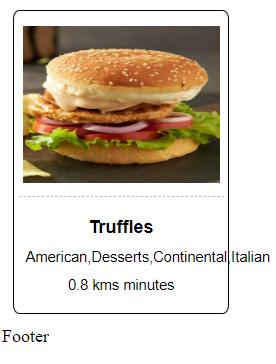 Truffles
American,Desserts,Continental,Italian
0.8 kms minutes
Footer